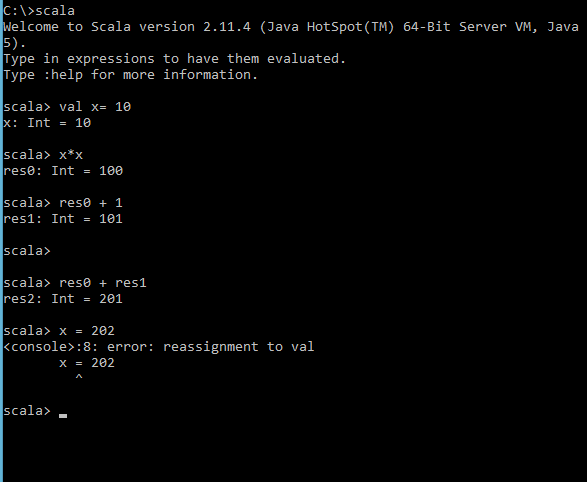 C:\>scala
Welcome to Scala version 2.11.4 (Java HotSpot(TM) 64-Bit Server VM, Java
5).
Type in expressions to have them evaluated.
Type :help for more information.
scala> val x= 10
x: Int = 10
scala> x*x
res0: Int = 100
scala> res0 + 1
res1: Int = 101
scala>
scala> res0 + res1
res2: Int = 201
scala> x = 202
<console>:8: error: reassignment to val
       x = 202
         ^
scala> _